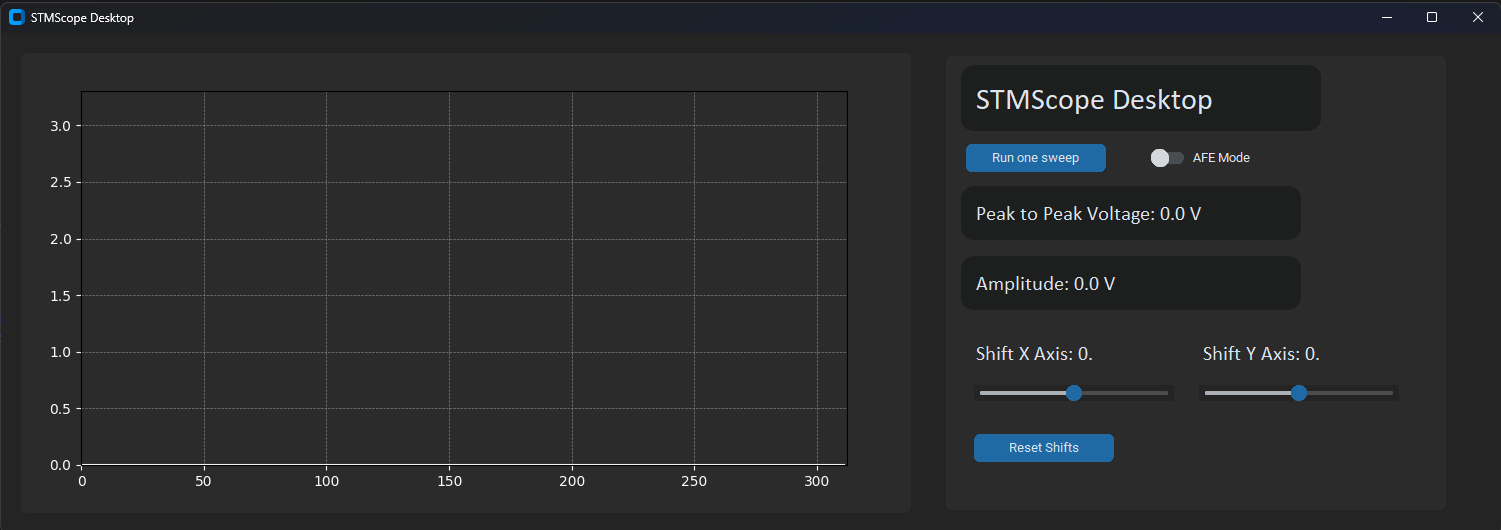 STMScope Desktop
3.0
2.5
2.0
1.5
1.0
0.5
0.0
0 50 100 150 200 250 300
STMScope Desktop
Run one sweep AFE Mode
Peak to Peak Voltage: 0.0 V
Amplitude: 0.0 V
Shift X Axis: 0. Shift Y Axis: 0.
Reset Shifts